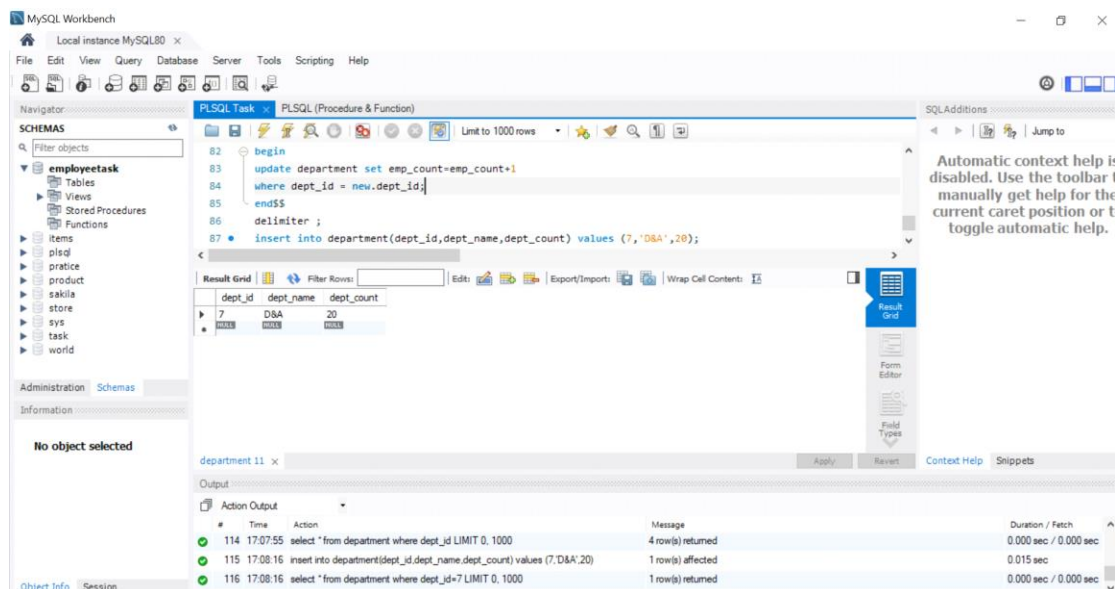 MySQL Workbench
Local instance MySQL80 ×
File Edit View Query Database Server Tools Scripting Help
Navigator
SCHEMAS
Filter objects
employeetask
Tables
Views
Stored Procedures
Functions
items
plsql
pratice
product
sakila
store
sys
task
world
Administration Schemas
Information
No object selected
Object Info Session
PLSQL Task × PLSQL (Procedure & Function)
Limit to 1000 rows
82 begin
83 update department set emp_count=emp_count+1
84 where dept_id = new.dept_id;
85 end$$
86 delimiter ;
87 insert into department(dept_id,dept_name,dept_count) values (7,'D&A',20);
Result Grid Filter Rows: Edit: Export/Import: Wrap Cell Content:
dept_id dept_name dept_count
7 D&A 20
NULL NULL NULL
Result Grid
Form Editor
Field Types
department 11 ×
Apply Revert
SQLAdditions
Jump to
Automatic context help is
disabled. Use the toolbar
manually get help for the
current caret position or
toggle automatic help.
Context Help Snippets
Output
Action Output
# Time Action Message Duration / Fetch
114 17:07:55 select * from department where dept_id LIMIT 0, 1000 4 row(s) returned 0.000 sec / 0.000 sec
115 17:08:16 insert into department(dept_id,dept_name,dept_count) values (7,'D&A',20) 1 row(s) affected 0.015 sec
116 17:08:16 select * from department where dept_id=7 LIMIT 0, 1000 1 row(s) returned 0.000 sec / 0.000 sec